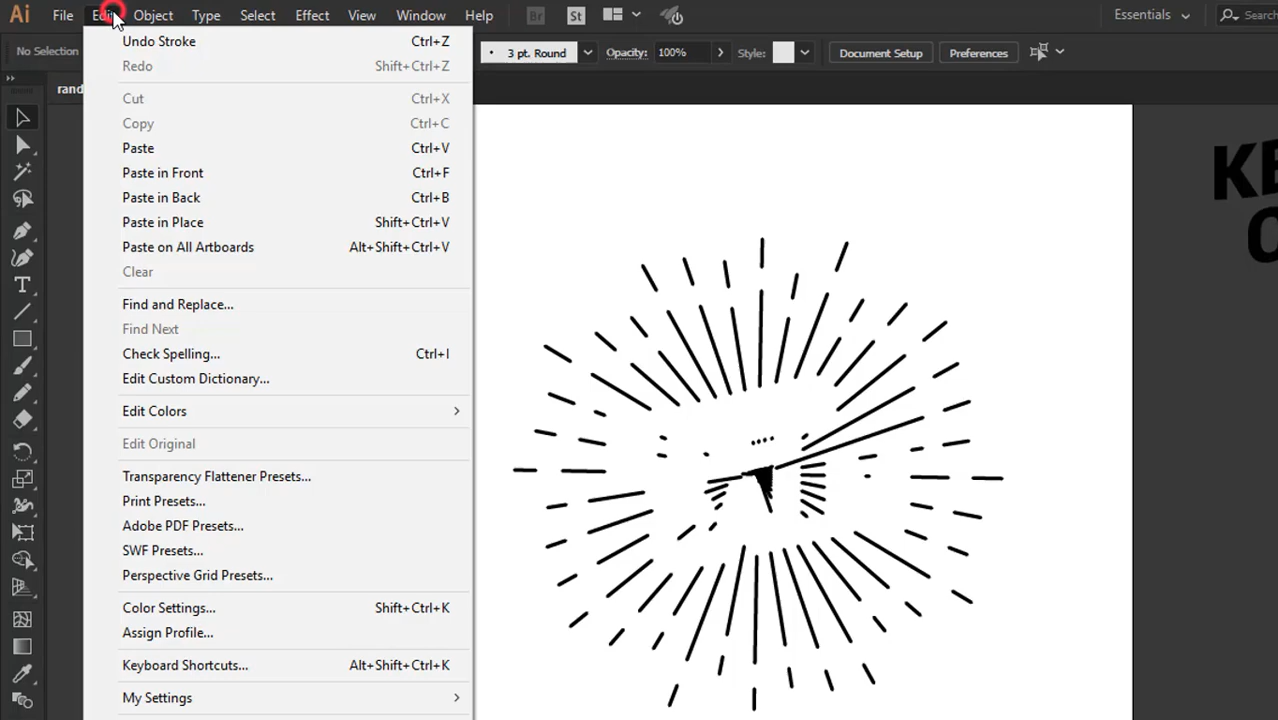 Ai File Edit Object Type Select Effect View Window Help Br St Essentials Search
No Selection 3 pt. Round Opacity: 100% Style: Document Setup Preferences
rand
Undo Stroke Ctrl+Z
Redo Shift+Ctrl+Z
Cut Ctrl+X
Copy Ctrl+C
Paste Ctrl+V
Paste in Front Ctrl+F
Paste in Back Ctrl+B
Paste in Place Shift+Ctrl+V
Paste on All Artboards Alt+Shift+Ctrl+V
Clear
Find and Replace...
Find Next
Check Spelling... Ctrl+I
Edit Custom Dictionary...
Edit Colors
Edit Original
Transparency Flattener Presets...
Print Presets...
Adobe PDF Presets...
SWF Presets...
Perspective Grid Presets...
Color Settings... Shift+Ctrl+K
Assign Profile...
Keyboard Shortcuts... Alt+Shift+Ctrl+K
My Settings
KE